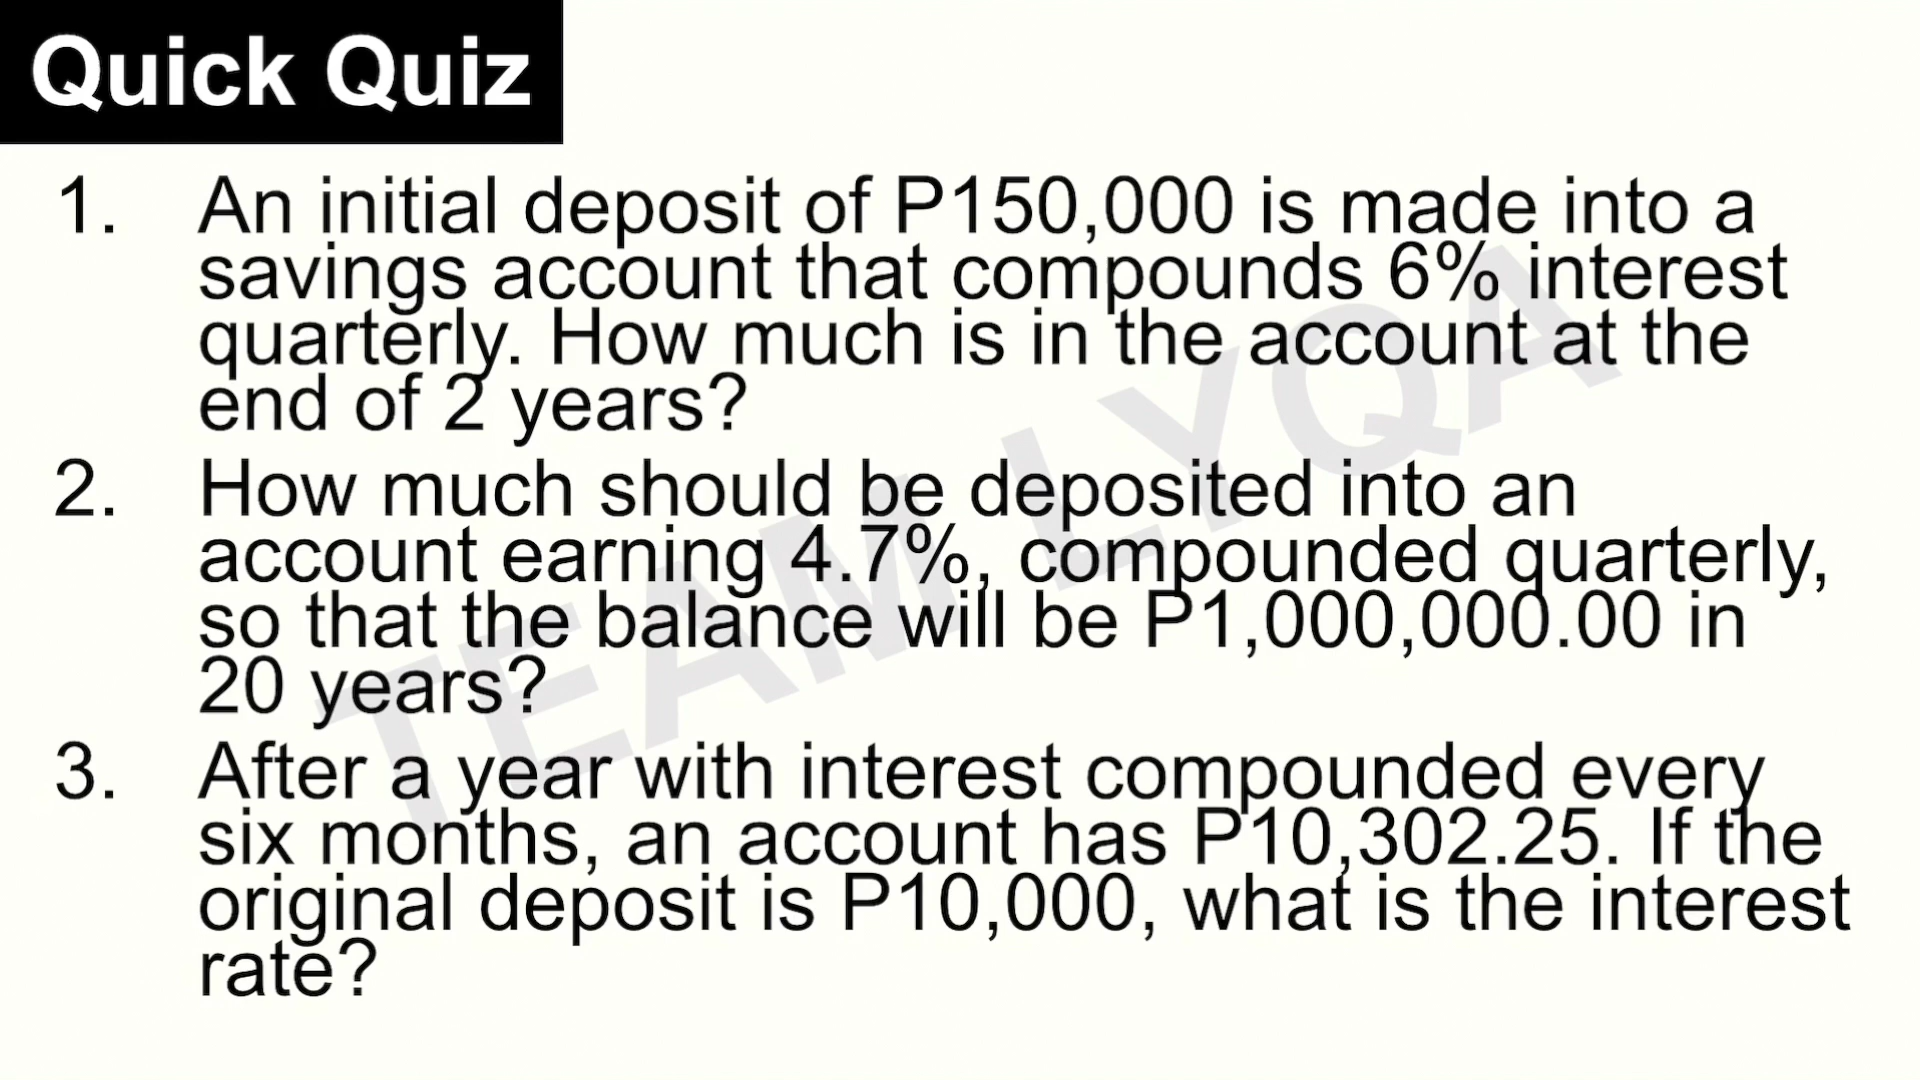 Quick Quiz
1. An initial deposit of P150,000 is made into a
savings account that compounds 6% interest
quarterly. How much is in the account at the
end of 2 years?
2. How much should be deposited into an
account earning 4.7%, compounded quarterly,
so that the balance will be P1,000,000.00 in
20 years?
3. After a year with interest compounded every
six months, an account has P10,302.25. If the
original deposit is P10,000, what is the interest
rate?
TEAM LYQA